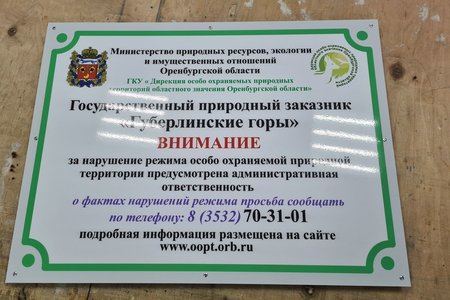 Министерство природных ресурсов, экологии
и имущественных отношений
Оренбургской области
ГКУ « Дирекция особо охраняемых природных
территорий областного значения Оренбургской области»
Государственный природный заказник
«Губерлинские горы»
ВНИМАНИЕ
за нарушение режима особо охраняемой природной
территории предусмотрена административная
ответственность
о фактах нарушений режима просьба сообщать
по телефону: 8 (3532) 70-31-01
подробная информация размещена на сайте
www.oopt.orb.ru